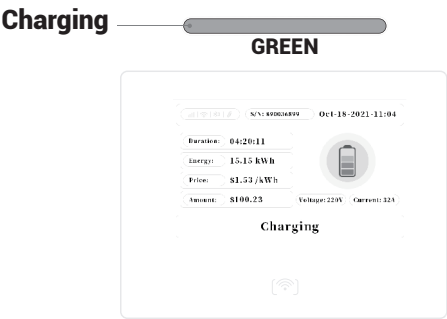 Charging
GREEN
S/N: 890036899 Oct-18-2021-11:04
Duration: 04:20:11
Energy: 15.15 kWh
Price: $1.53 /kWh
Amount: $100.23 Voltage: 220V Current: 32A
Charging